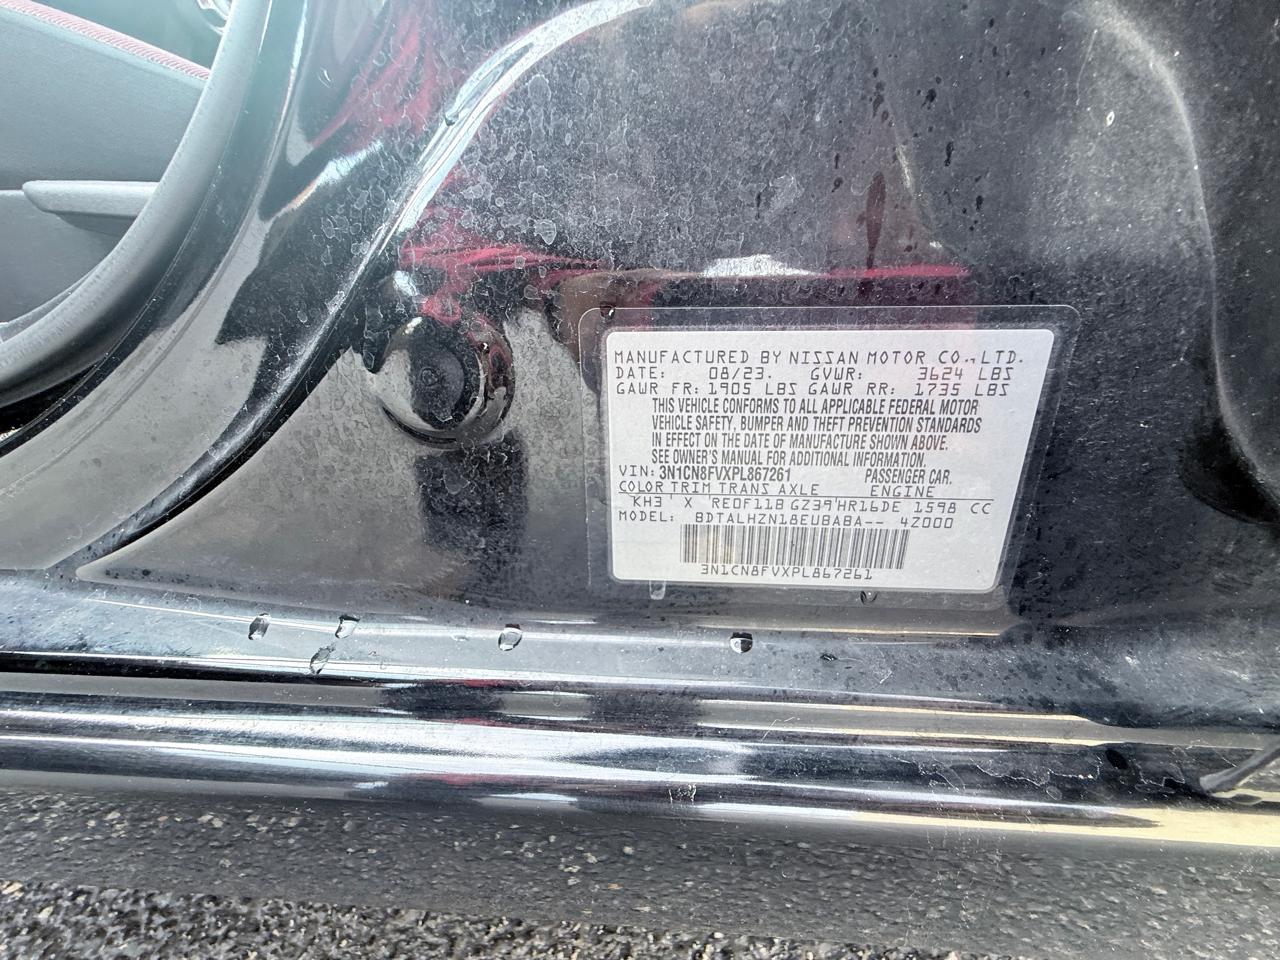 MANUFACTURED BY NISSAN MOTOR CO., LTD.
DATE: 08/23. GVWR: 3624 LBS
GAWR FR: 1905 LBS GAWR RR: 1735 LBS
THIS VEHICLE CONFORMS TO ALL APPLICABLE FEDERAL MOTOR
VEHICLE SAFETY, BUMPER AND THEFT PREVENTION STANDARDS
IN EFFECT ON THE DATE OF MANUFACTURE SHOWN ABOVE.
SEE OWNER'S MANUAL FOR ADDITIONAL INFORMATION.
VIN: 3N1CN8FVXPL867261 PASSENGER CAR.
COLOR TRIM TRANS AXLE ENGINE
KH3 ' X ' RE0F11B GZ39'HR16DE 1598 CC
MODEL: BDTALHZN18EUBABA-- 4Z000
3N1CN8FVXPL867261